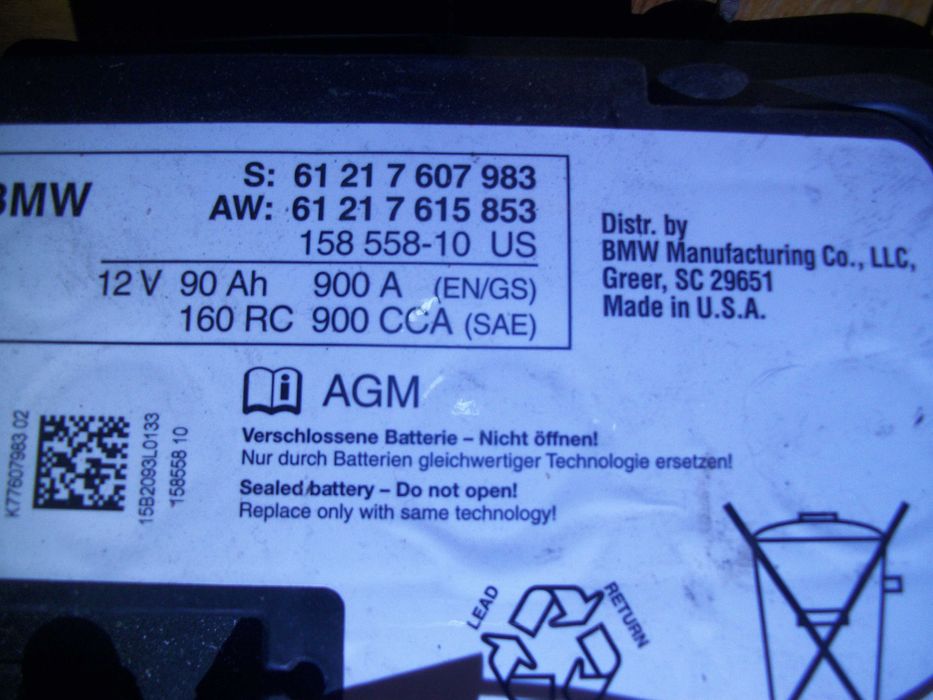 BMW
S: 61 21 7 607 983
AW: 61 21 7 615 853
158 558-10 US
12 V 90 Ah 900 A (EN/GS)
160 RC 900 CCA (SAE)
Distr. by
BMW Manufacturing Co., LLC,
Greer, SC 29651
Made in U.S.A.
i AGM
Verschlossene Batterie – Nicht öffnen!
Nur durch Batterien gleichwertiger Technologie ersetzen!
Sealed battery – Do not open!
Replace only with same technology!
K77607983 02
15B2093L0133
158558 10
LEAD
RETURN